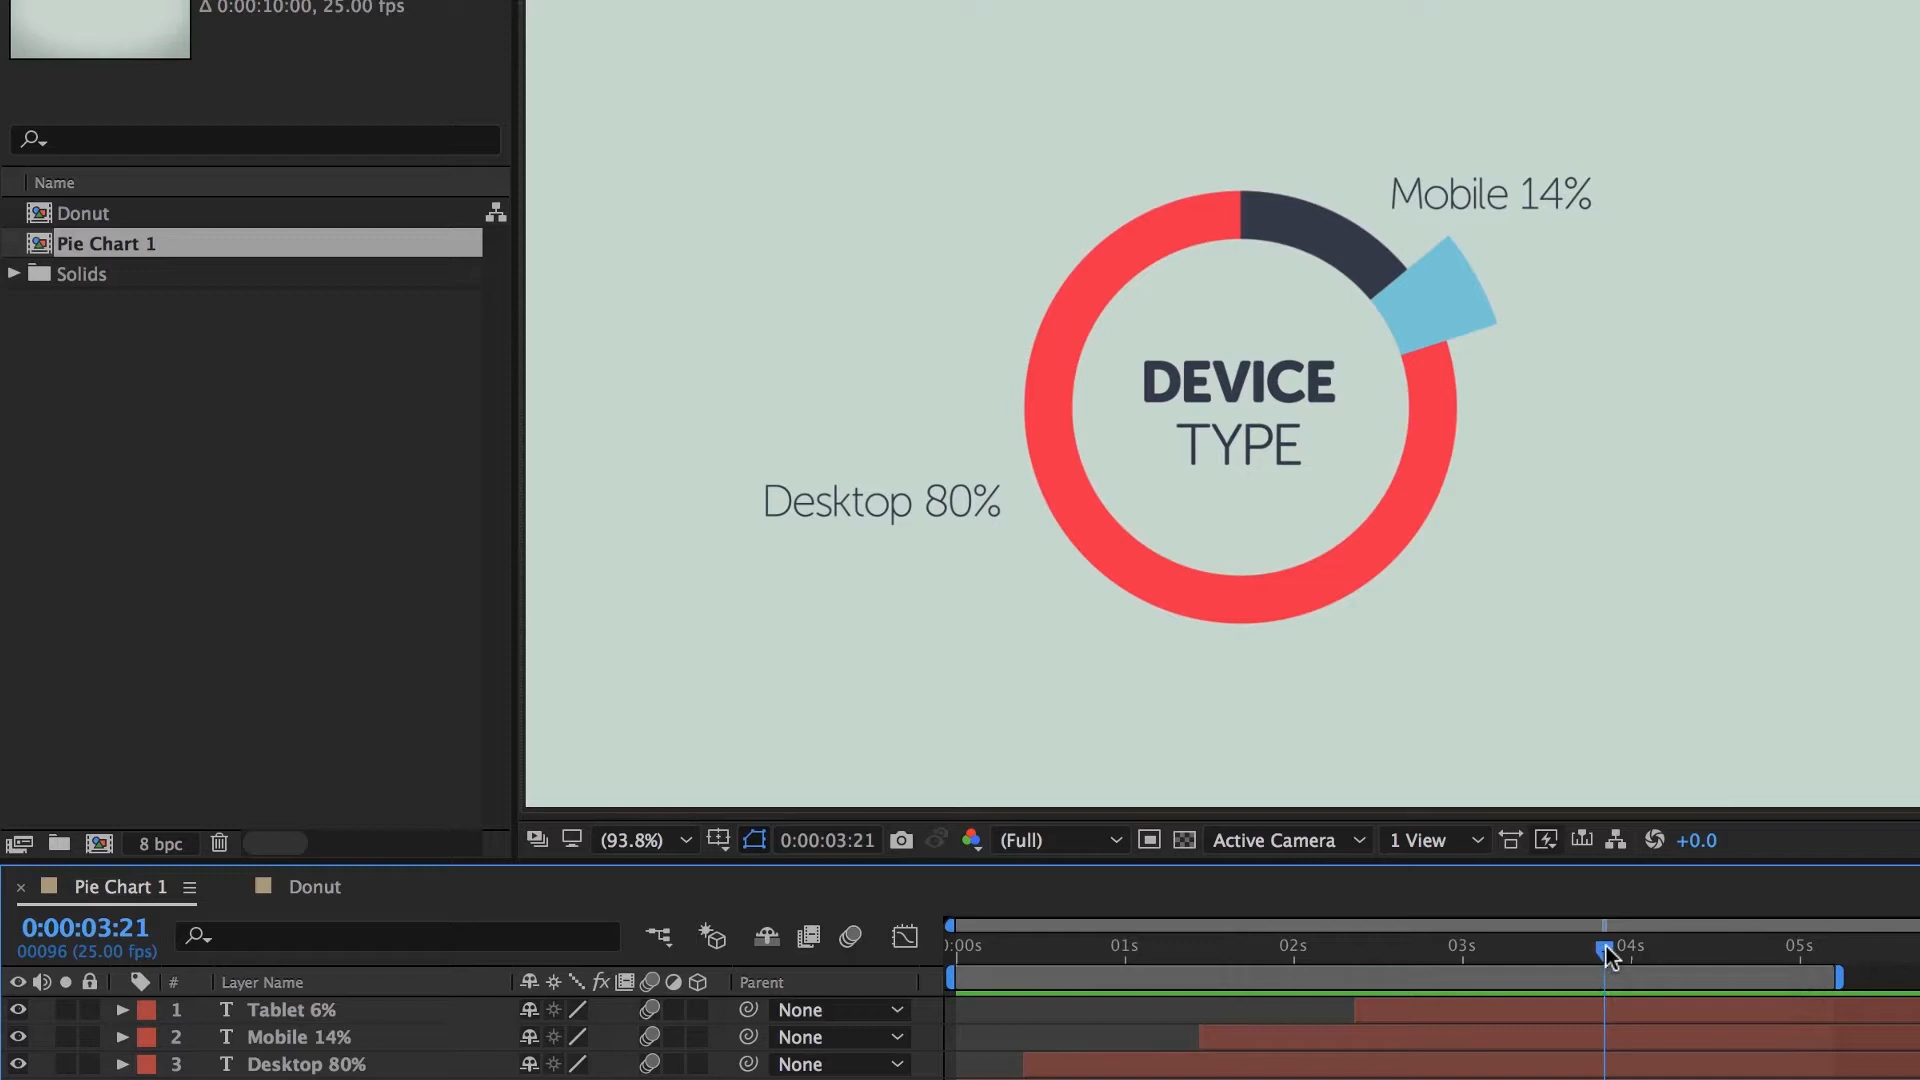 Δ 0:00:10:00, 25.00 fps
Name
Donut
Pie Chart 1
Solids
Mobile 14%
DEVICE
TYPE
Desktop 80%
8 bpc
(93.8%)
0:00:03:21
(Full)
Active Camera
1 View
+0.0
Pie Chart 1
Donut
0:00:03:21
00096 (25.00 fps)
):00s 01s 02s 03s 04s 05s
# Layer Name fx Parent
1 T Tablet 6% None
2 T Mobile 14% None
3 T Desktop 80% None